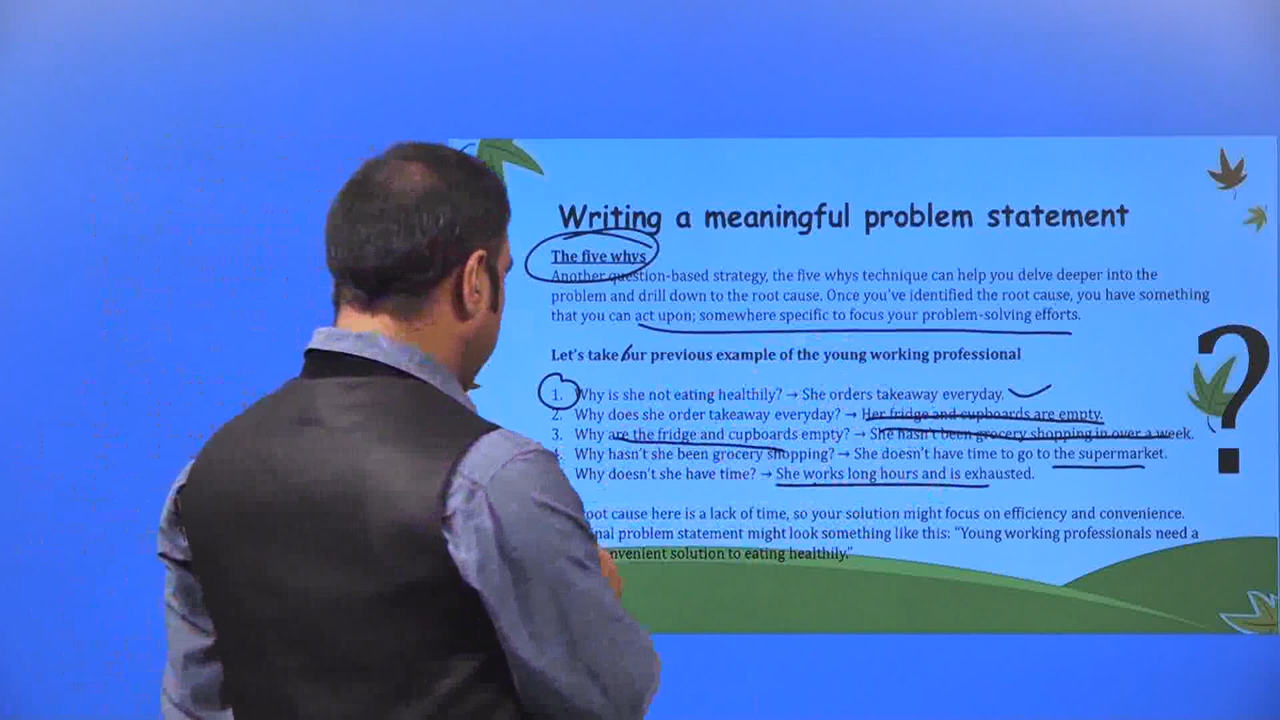 Writing a meaningful problem statement
The five whys
Another question-based strategy, the five whys technique can help you delve deeper into the
problem and drill down to the root cause. Once you've identified the root cause, you have something
that you can act upon; somewhere specific to focus your problem-solving efforts.
Let's take our previous example of the young working professional
1. Why is she not eating healthily? → She orders takeaway everyday.
2. Why does she order takeaway everyday? → Her fridge and cupboards are empty.
3. Why are the fridge and cupboards empty? → She hasn't been grocery shopping in over a week.
Why hasn't she been grocery shopping? → She doesn't have time to go to the supermarket.
Why doesn't she have time? → She works long hours and is exhausted.
cause here is a lack of time, so your solution might focus on efficiency and convenience.
problem statement might look something like this: “Young working professionals need a
solution to eating healthily.”
?